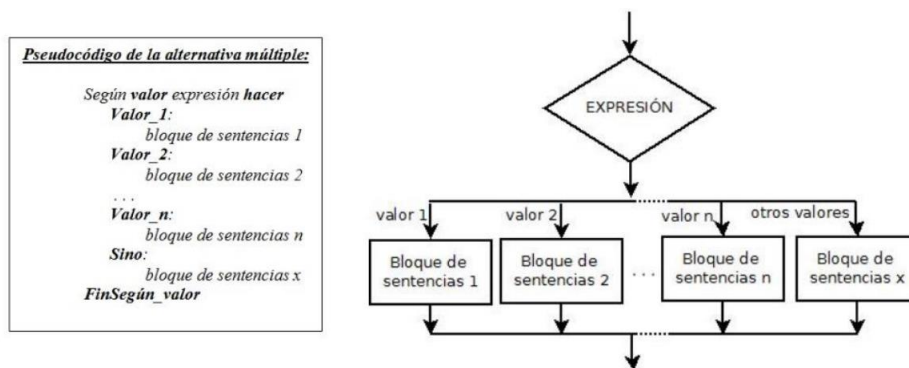 Pseudocódigo de la alternativa múltiple:
Según valor expresión hacer
Valor_1:
bloque de sentencias 1
Valor_2:
bloque de sentencias 2
. . .
Valor_n:
bloque de sentencias n
Sino:
bloque de sentencias x
FinSegún_valor
EXPRESIÓN
valor 1
valor 2
valor n
otros valores
Bloque de
sentencias 1
Bloque de
sentencias 2
. . .
Bloque de
sentencias n
Bloque de
sentencias x